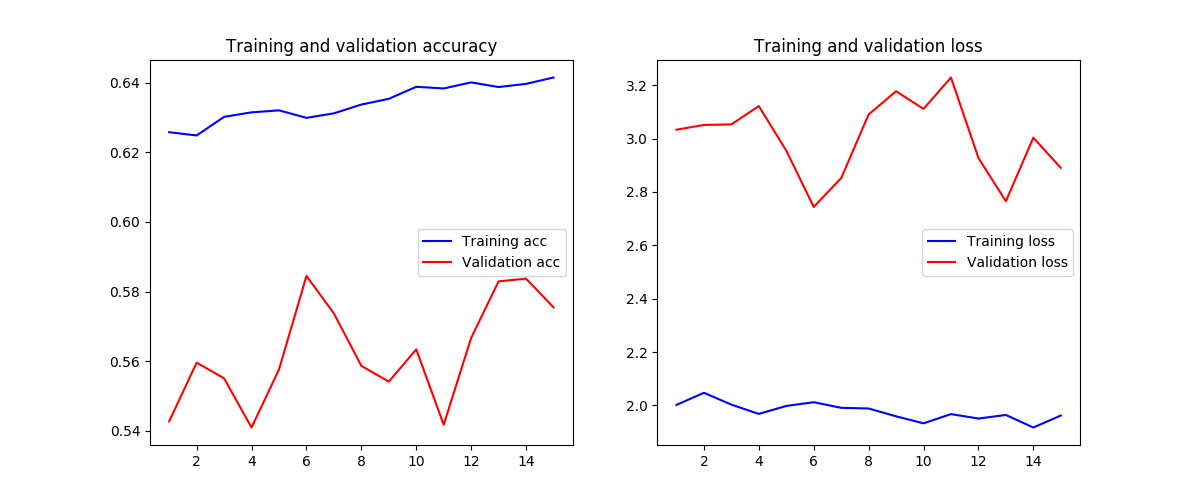 Training and validation accuracy
0.64
0.62
0.60
0.58
0.56
0.54
2 4 6 8 10 12 14
Training acc
Validation acc
Training and validation loss
3.2
3.0
2.8
2.6
2.4
2.2
2.0
2 4 6 8 10 12 14
Training loss
Validation loss